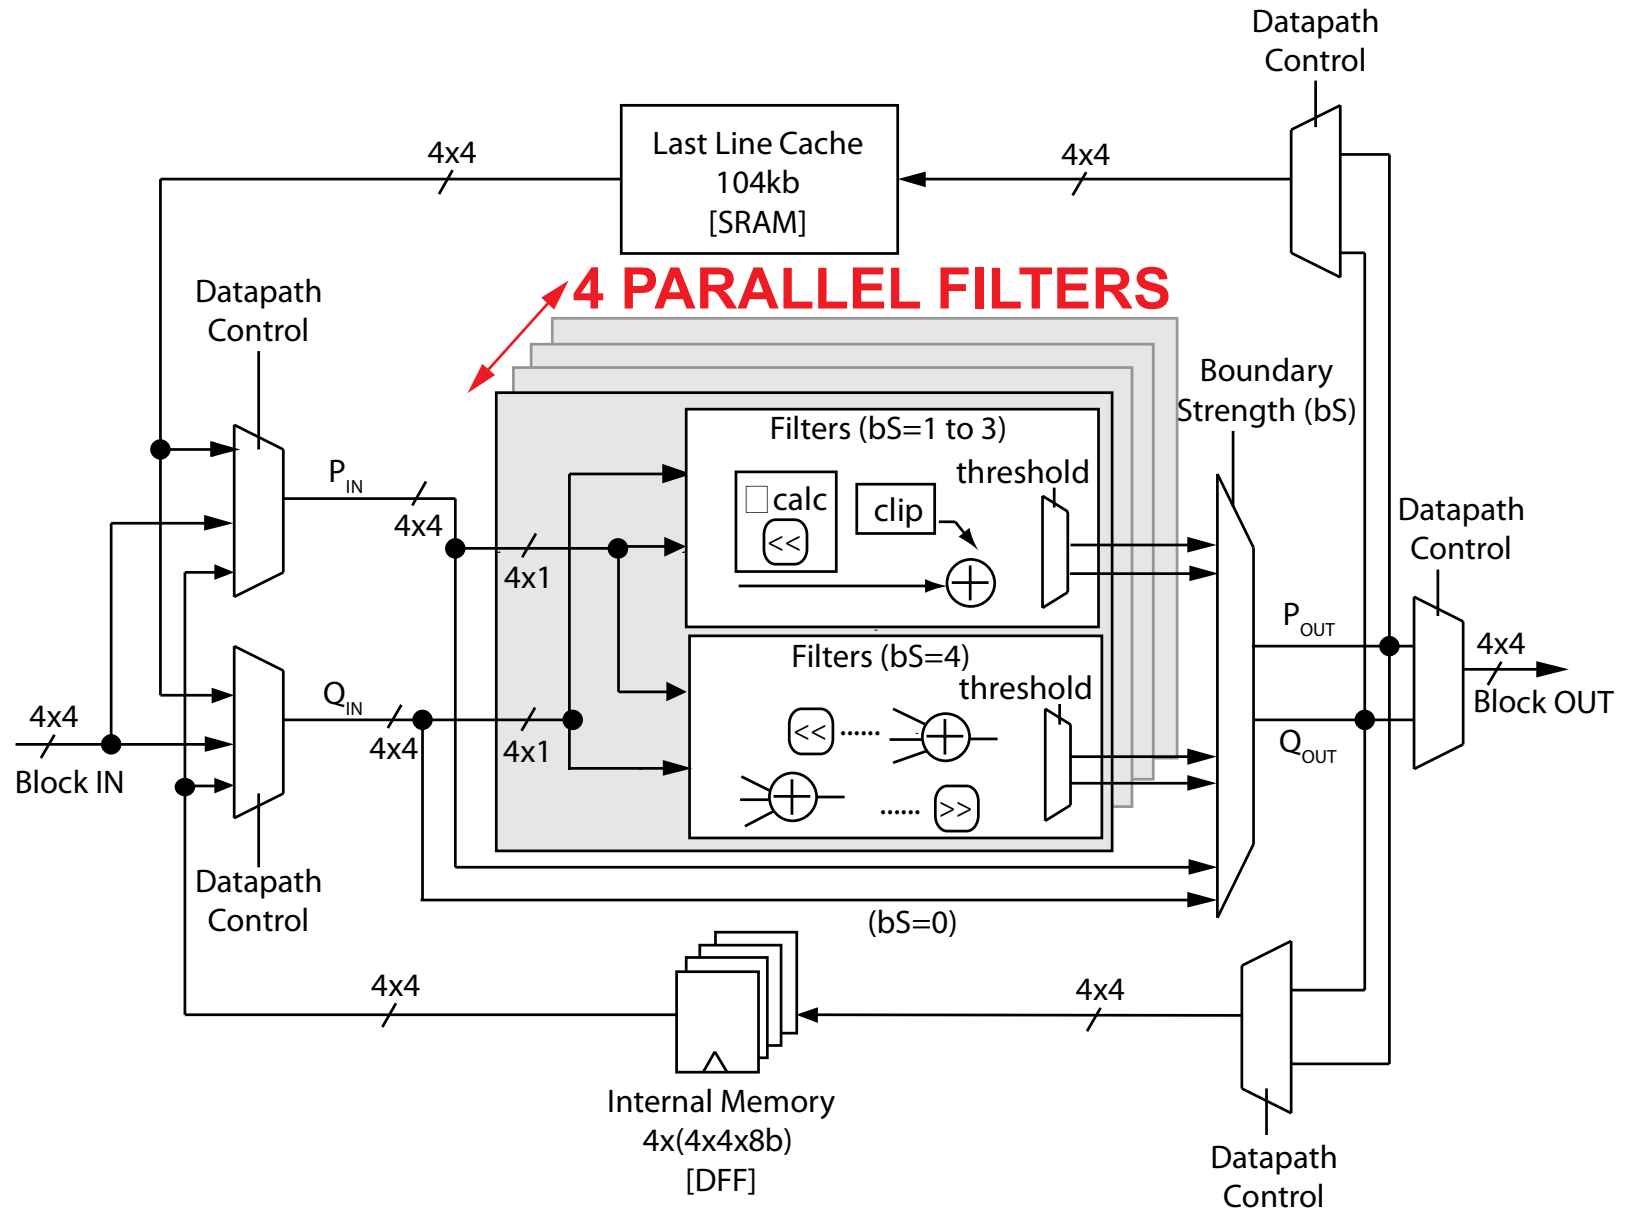 Datapath
Control
Last Line Cache
104kb
[SRAM]
4x4
4x4
4 PARALLEL FILTERS
Datapath
Control
Boundary
Strength (bS)
Filters (bS=1 to 3)
threshold
calc
<<
clip
PIN
4x4
4x1
Datapath
Control
Filters (bS=4)
threshold
<<
......
......
>>
QIN
4x4
4x1
POUT
QOUT
4x4
Block OUT
4x4
Block IN
Datapath
Control
(bS=0)
4x4
4x4
Internal Memory
4x(4x4x8b)
[DFF]
Datapath
Control